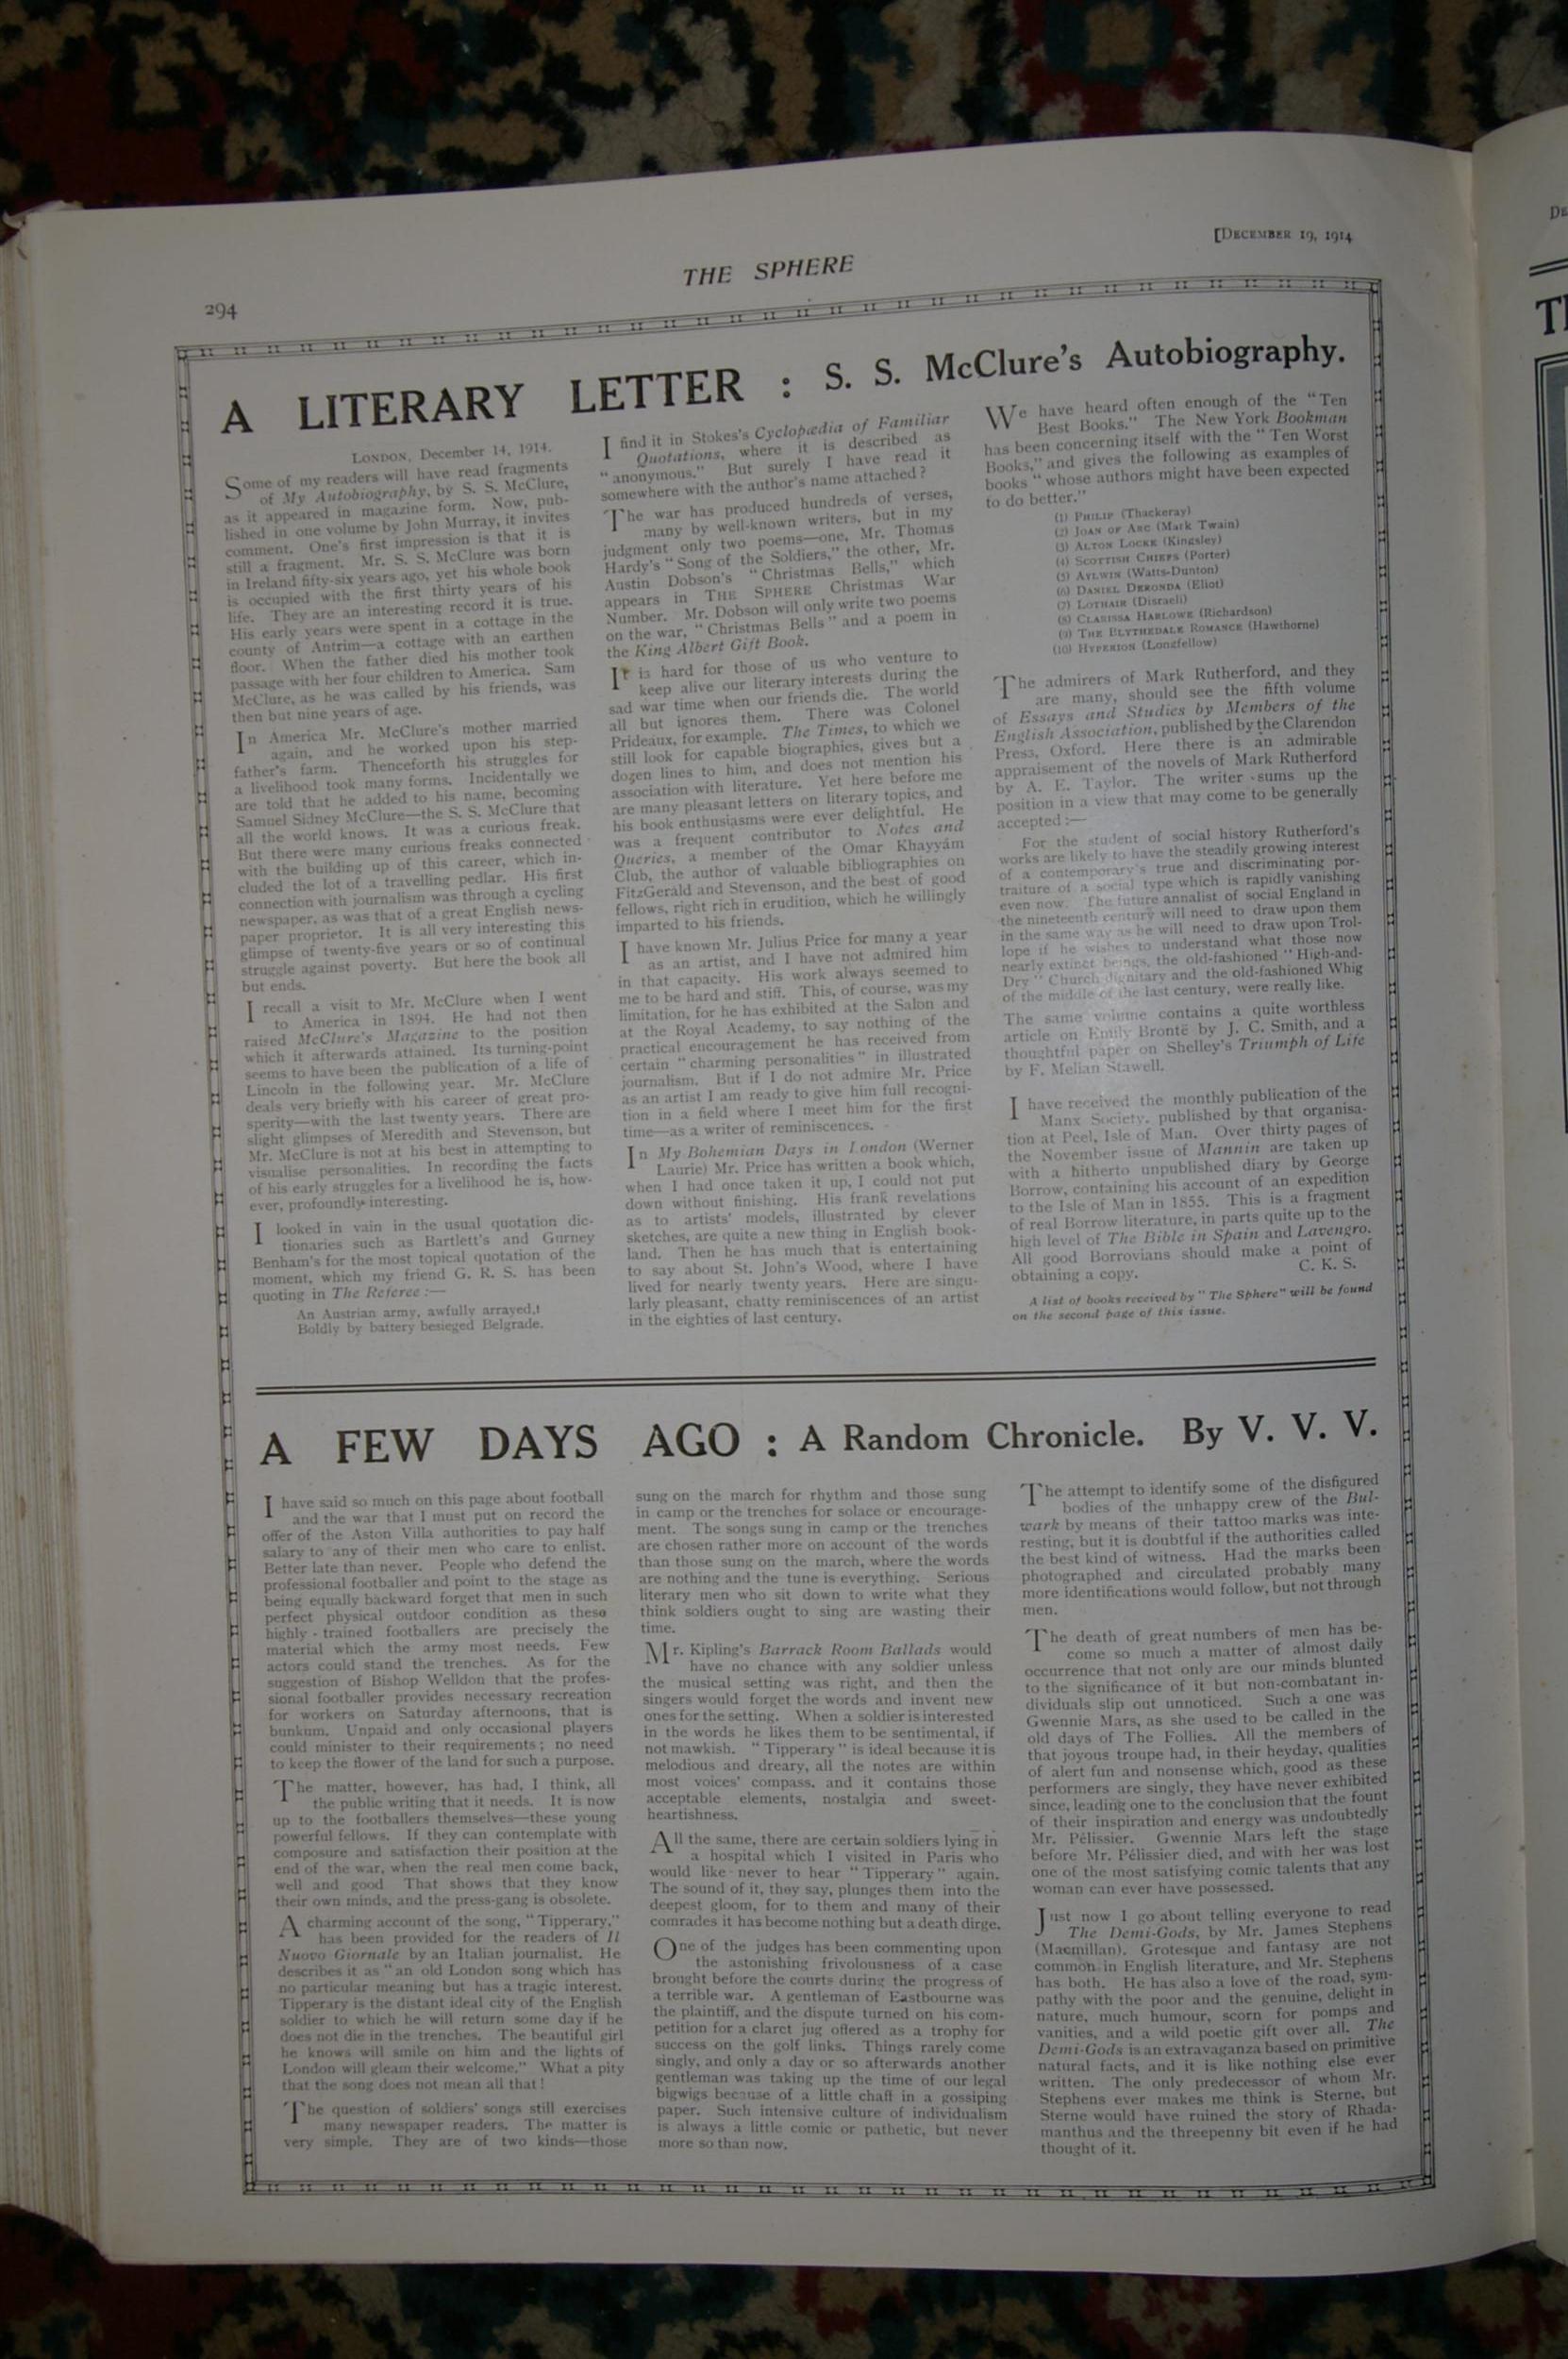 294
THE SPHERE
[DECEMBER 19, 1914
A LITERARY LETTER : S. S. McClure's Autobiography.
LONDON, December 14, 1914.
Some of my readers will have read fragments
of My Autobiography, by S. S. McClure,
as it appeared in magazine form. Now, pub-
lished in one volume by John Murray, it invites
comment. One's first impression is that it is
still a fragment. Mr. S. S. McClure was born
in Ireland fifty-six years ago, yet his whole book
is occupied with the first thirty years of his
life. They are an interesting record it is true.
His early years were spent in a cottage in the
county of Antrim—a cottage with an earthen
floor. When the father died his mother took
passage with her four children to America. Sam
McClure, as he was called by his friends, was
then but nine years of age.
In America Mr. McClure's mother married
again, and he worked upon his step-
father's farm. Thenceforth his struggles for
a livelihood took many forms. Incidentally we
are told that he added to his name, becoming
Samuel Sidney McClure—the S. S. McClure that
all the world knows. It was a curious freak.
But there were many curious freaks connected
with the building up of this career, which in-
cluded the lot of a travelling pedlar. His first
connection with journalism was through a cycling
newspaper, as was that of a great English news-
paper proprietor. It is all very interesting this
glimpse of twenty-five years or so of continual
struggle against poverty. But here the book all
but ends.
I recall a visit to Mr. McClure when I went
to America in 1894. He had not then
raised McClure's Magazine to the position
which it afterwards attained. Its turning-point
seems to have been the publication of a life of
Lincoln in the following year. Mr. McClure
deals very briefly with his career of great pro-
sperity—with the last twenty years. There are
slight glimpses of Meredith and Stevenson, but
Mr. McClure is not at his best in attempting to
visualise personalities. In recording the facts
of his early struggles for a livelihood he is, how-
ever, profoundly interesting.
I looked in vain in the usual quotation dic-
tionaries such as Bartlett's and Gurney
Benham's for the most topical quotation of the
moment, which my friend G. R. S. has been
quoting in The Referee :—
An Austrian army, awfully arrayed,
Boldly by battery besieged Belgrade.
I find it in Stokes's Cyclopædia of Familiar
Quotations, where it is described as
"anonymous." But surely I have read it
somewhere with the author's name attached?
The war has produced hundreds of verses,
many by well-known writers, but in my
judgment only two poems—one, Mr. Thomas
Hardy's "Song of the Soldiers," the other, Mr.
Austin Dobson's "Christmas Bells," which
appears in THE SPHERE Christmas War
Number. Mr. Dobson will only write two poems
on the war, "Christmas Bells" and a poem in
the King Albert Gift Book.
It is hard for those of us who venture to
keep alive our literary interests during the
sad war time when our friends die. The world
all but ignores them. There was Colonel
Prideaux, for example. The Times, to which we
still look for capable biographies, gives but a
dozen lines to him, and does not mention his
association with literature. Yet here before me
are many pleasant letters on literary topics, and
his book enthusiasms were ever delightful. He
was a frequent contributor to Notes and
Queries, a member of the Omar Khayyám
Club, the author of valuable bibliographies on
FitzGerald and Stevenson, and the best of good
fellows, right rich in erudition, which he willingly
imparted to his friends.
I have known Mr. Julius Price for many a year
as an artist, and I have not admired him
in that capacity. His work always seemed to
me to be hard and stiff. This, of course, was my
limitation, for he has exhibited at the Salon and
at the Royal Academy, to say nothing of the
practical encouragement he has received from
certain "charming personalities" in illustrated
journalism. But if I do not admire Mr. Price
as an artist I am ready to give him full recogni-
tion in a field where I meet him for the first
time—as a writer of reminiscences.
In My Bohemian Days in London (Werner
Laurie) Mr. Price has written a book which,
when I had once taken it up, I could not put
down without finishing. His frank revelations
as to artists' models, illustrated by clever
sketches, are quite a new thing in English book-
land. Then he has much that is entertaining
to say about St. John's Wood, where I have
lived for nearly twenty years. Here are singu-
larly pleasant, chatty reminiscences of an artist
in the eighties of last century.
We have heard often enough of the "Ten
Best Books." The New York Bookman
has been concerning itself with the "Ten Worst
Books," and gives the following as examples of
books "whose authors might have been expected
to do better."
(1) PHILIP (Thackeray)
(2) JOAN OF ARC (Mark Twain)
(3) ALTON LOCKE (Kingsley)
(4) SCOTTISH CHIEFS (Porter)
(5) AYLWIN (Watts-Dunton)
(6) DANIEL DERONDA (Eliot)
(7) LOTHAIR (Disraeli)
(8) CLARISSA HARLOWE (Richardson)
(9) THE BLYTHEDALE ROMANCE (Hawthorne)
(10) HYPERION (Longfellow)
The admirers of Mark Rutherford, and they
are many, should see the fifth volume
of Essays and Studies by Members of the
English Association, published by the Clarendon
Press, Oxford. Here there is an admirable
appraisement of the novels of Mark Rutherford
by A. E. Taylor. The writer sums up the
position in a view that may come to be generally
accepted :—
For the student of social history Rutherford's
works are likely to have the steadily growing interest
of a contemporary's true and discriminating por-
traiture of a social type which is rapidly vanishing
even now. The future annalist of social England in
the nineteenth century will need to draw upon them
in the same way as he will need to draw upon Trol-
lope if he wishes to understand what those now
nearly extinct beings, the old-fashioned "High-and-
Dry" Church dignitary and the old-fashioned Whig
of the middle of the last century, were really like.
The same volume contains a quite worthless
article on Emily Brontë by J. C. Smith, and a
thoughtful paper on Shelley's Triumph of Life
by F. Melian Stawell.
I have received the monthly publication of the
Manx Society, published by that organisa-
tion at Peel, Isle of Man. Over thirty pages of
the November issue of Mannin are taken up
with a hitherto unpublished diary by George
Borrow, containing his account of an expedition
to the Isle of Man in 1855. This is a fragment
of real Borrow literature, in parts quite up to the
high level of The Bible in Spain and Lavengro.
All good Borrovians should make a point of
obtaining a copy. C. K. S.
A list of books received by "The Sphere" will be found
on the second page of this issue.
A FEW DAYS AGO : A Random Chronicle. By V. V. V.
I have said so much on this page about football
and the war that I must put on record the
offer of the Aston Villa authorities to pay half
salary to any of their men who care to enlist.
Better late than never. People who defend the
professional footballer and point to the stage as
being equally backward forget that men in such
perfect physical outdoor condition as these
highly-trained footballers are precisely the
material which the army most needs. Few
actors could stand the trenches. As for the
suggestion of Bishop Welldon that the profes-
sional footballer provides necessary recreation
for workers on Saturday afternoons, that is
bunkum. Unpaid and only occasional players
could minister to their requirements; no need
to keep the flower of the land for such a purpose.
The matter, however, has had, I think, all
the public writing that it needs. It is now
up to the footballers themselves—these young
powerful fellows. If they can contemplate with
composure and satisfaction their position at the
end of the war, when the real men come back,
well and good That shows that they know
their own minds, and the press-gang is obsolete.
A charming account of the song, "Tipperary,"
has been provided for the readers of Il
Nuovo Giornale by an Italian journalist. He
describes it as "an old London song which has
no particular meaning but has a tragic interest.
Tipperary is the distant ideal city of the English
soldier to which he will return some day if he
does not die in the trenches. The beautiful girl
he knows will smile on him and the lights of
London will gleam their welcome." What a pity
that the song does not mean all that!
The question of soldiers' songs still exercises
many newspaper readers. The matter is
very simple. They are of two kinds—those
sung on the march for rhythm and those sung
in camp or the trenches for solace or encourage-
ment. The songs sung in camp or the trenches
are chosen rather more on account of the words
than those sung on the march, where the words
are nothing and the tune is everything. Serious
literary men who sit down to write what they
think soldiers ought to sing are wasting their
time.
Mr. Kipling's Barrack Room Ballads would
have no chance with any soldier unless
the musical setting was right, and then the
singers would forget the words and invent new
ones for the setting. When a soldier is interested
in the words he likes them to be sentimental, if
not mawkish. "Tipperary" is ideal because it is
melodious and dreary, all the notes are within
most voices' compass, and it contains those
acceptable elements, nostalgia and sweet-
heartishness.
All the same, there are certain soldiers lying in
a hospital which I visited in Paris who
would like never to hear "Tipperary" again.
The sound of it, they say, plunges them into the
deepest gloom, for to them and many of their
comrades it has become nothing but a death dirge.
One of the judges has been commenting upon
the astonishing frivolousness of a case
brought before the courts during the progress of
a terrible war. A gentleman of Eastbourne was
the plaintiff, and the dispute turned on his com-
petition for a claret jug offered as a trophy for
success on the golf links. Things rarely come
singly, and only a day or so afterwards another
gentleman was taking up the time of our legal
bigwigs because of a little chaff in a gossiping
paper. Such intensive culture of individualism
is always a little comic or pathetic, but never
more so than now.
The attempt to identify some of the disfigured
bodies of the unhappy crew of the Bul-
wark by means of their tattoo marks was inte-
resting, but it is doubtful if the authorities called
the best kind of witness. Had the marks been
photographed and circulated probably many
more identifications would follow, but not through
men.
The death of great numbers of men has be-
come so much a matter of almost daily
occurrence that not only are our minds blunted
to the significance of it but non-combatant in-
dividuals slip out unnoticed. Such a one was
Gwennie Mars, as she used to be called in the
old days of The Follies. All the members of
that joyous troupe had, in their heyday, qualities
of alert fun and nonsense which, good as these
performers are singly, they have never exhibited
since, leading one to the conclusion that the fount
of their inspiration and energy was undoubtedly
Mr. Pélissier. Gwennie Mars left the stage
before Mr. Pélissier died, and with her was lost
one of the most satisfying comic talents that any
woman can ever have possessed.
Just now I go about telling everyone to read
The Demi-Gods, by Mr. James Stephens
(Macmillan). Grotesque and fantasy are not
common in English literature, and Mr. Stephens
has both. He has also a love of the road, sym-
pathy with the poor and the genuine, delight in
nature, much humour, scorn for pomps and
vanities, and a wild poetic gift over all. The
Demi-Gods is an extravaganza based on primitive
natural facts, and it is like nothing else ever
written. The only predecessor of whom Mr.
Stephens ever makes me think is Sterne, but
Sterne would have ruined the story of Rhada-
manthus and the threepenny bit even if he had
thought of it.
DE